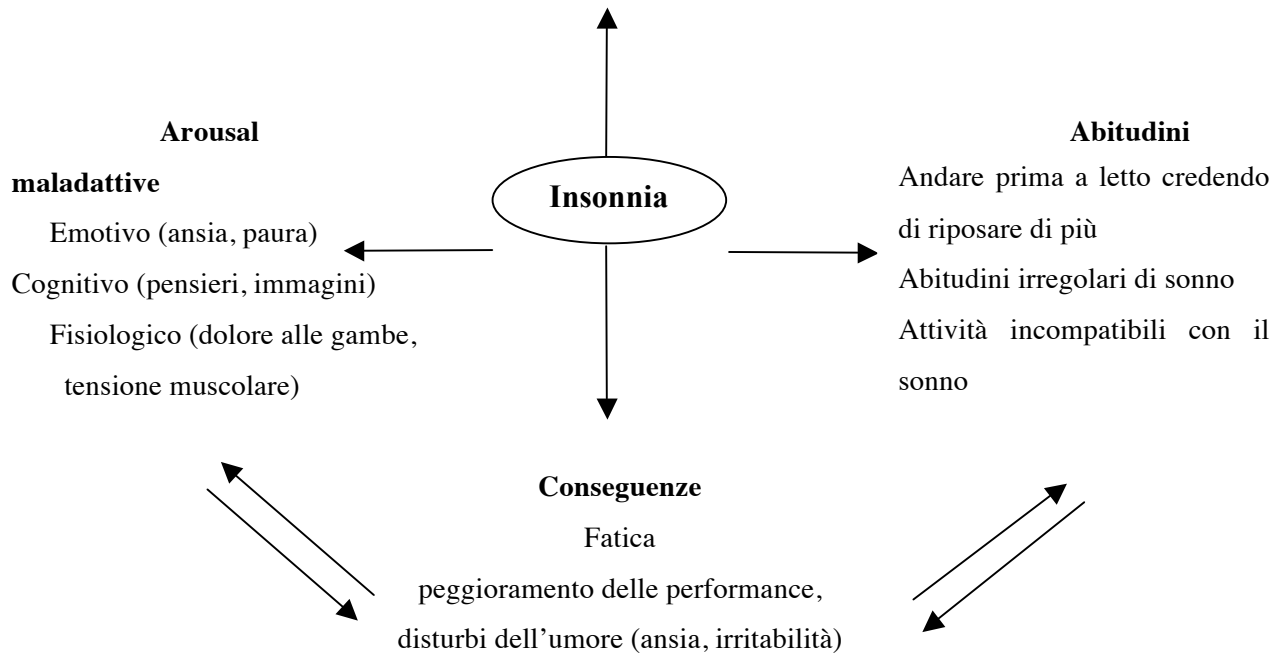 Arousal
maladattive
Emotivo (ansia, paura)
Cognitivo (pensieri, immagini)
Fisiologico (dolore alle gambe,
tensione muscolare)
Insonnia
Abitudini
Andare prima a letto credendo
di riposare di più
Abitudini irregolari di sonno
Attività incompatibili con il
sonno
Conseguenze
Fatica
peggioramento delle performance,
disturbi dell’umore (ansia, irritabilità)